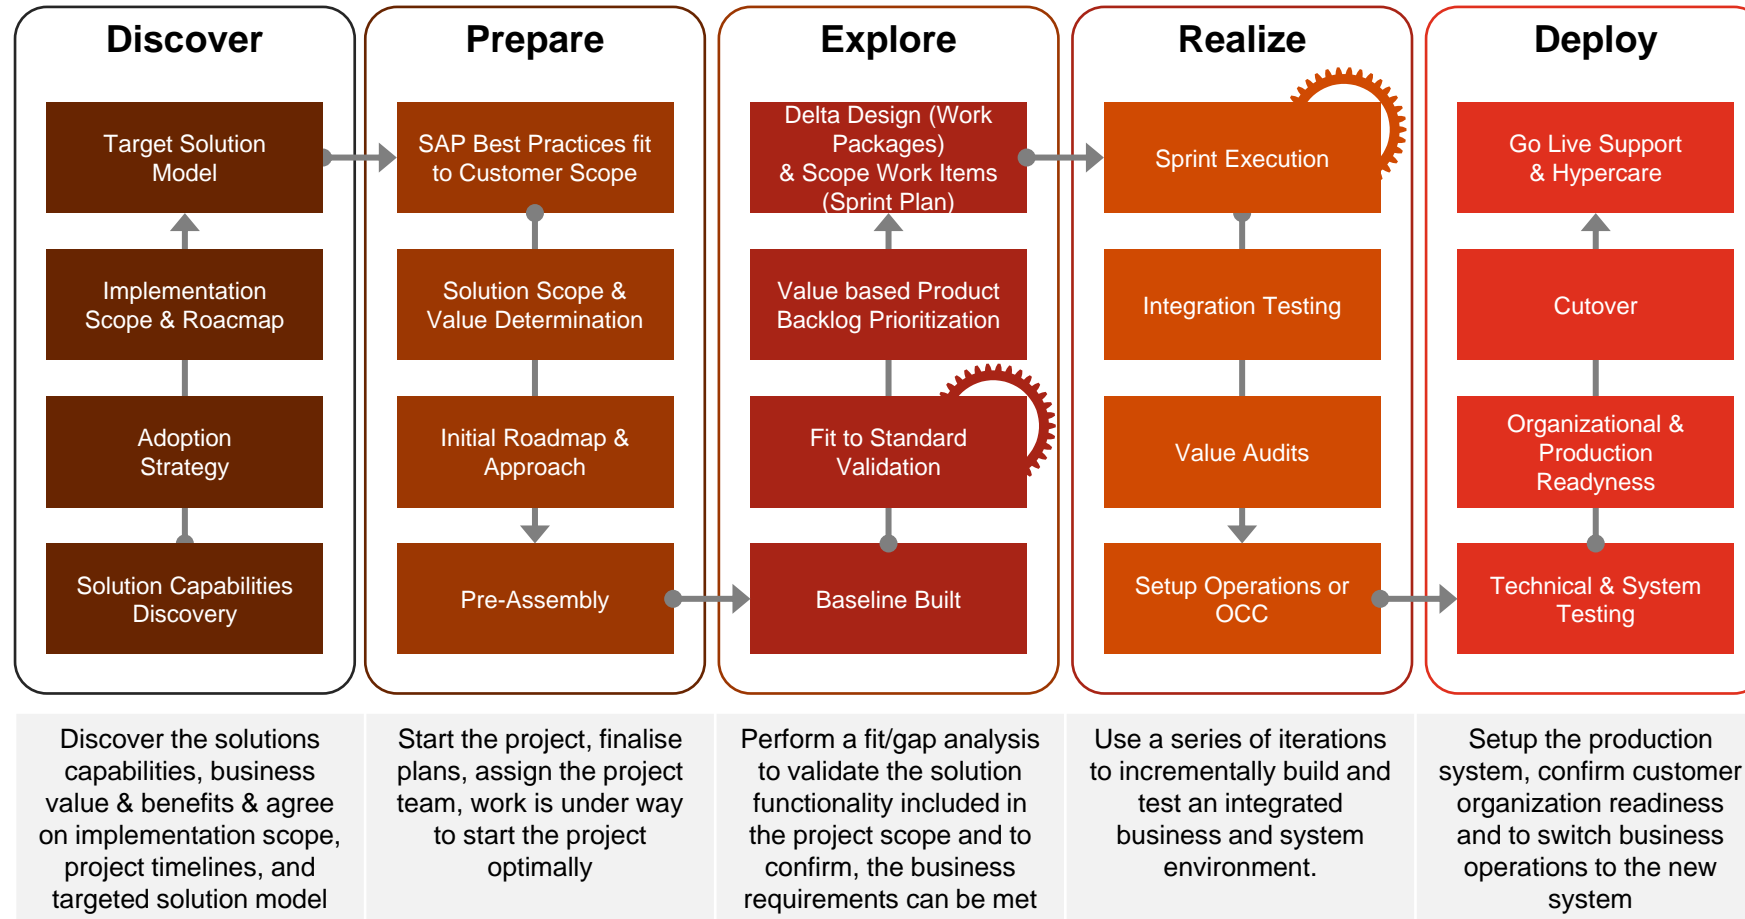 Discover
Target Solution
Model
Implementation
Scope & Roacmap
Adoption
Strategy
Solution Capabilities
Discovery
Discover the solutions
capabilities, business
value & benefits & agree
on implementation scope,
project timelines, and
targeted solution model
Prepare
SAP Best Practices fit
to Customer Scope
Solution Scope &
Value Determination
Initial Roadmap &
Approach
Pre-Assembly
Start the project, finalise
plans, assign the project
team, work is under way
to start the project
optimally
Explore
Delta Design (Work
Packages)
& Scope Work Items
(Sprint Plan)
Value based Product
Backlog Prioritization
Fit to Standard
Validation
Baseline Built
Perform a fit/gap analysis
to validate the solution
functionality included in
the project scope and to
confirm, the business
requirements can be met
Realize
Sprint Execution
Integration Testing
Value Audits
Setup Operations or
OCC
Use a series of iterations
to incrementally build and
test an integrated
business and system
environment.
Deploy
Go Live Support
& Hypercare
Cutover
Organizational &
Production
Readyness
Technical & System
Testing
Setup the production
system, confirm customer
organization readiness
and to switch business
operations to the new
system